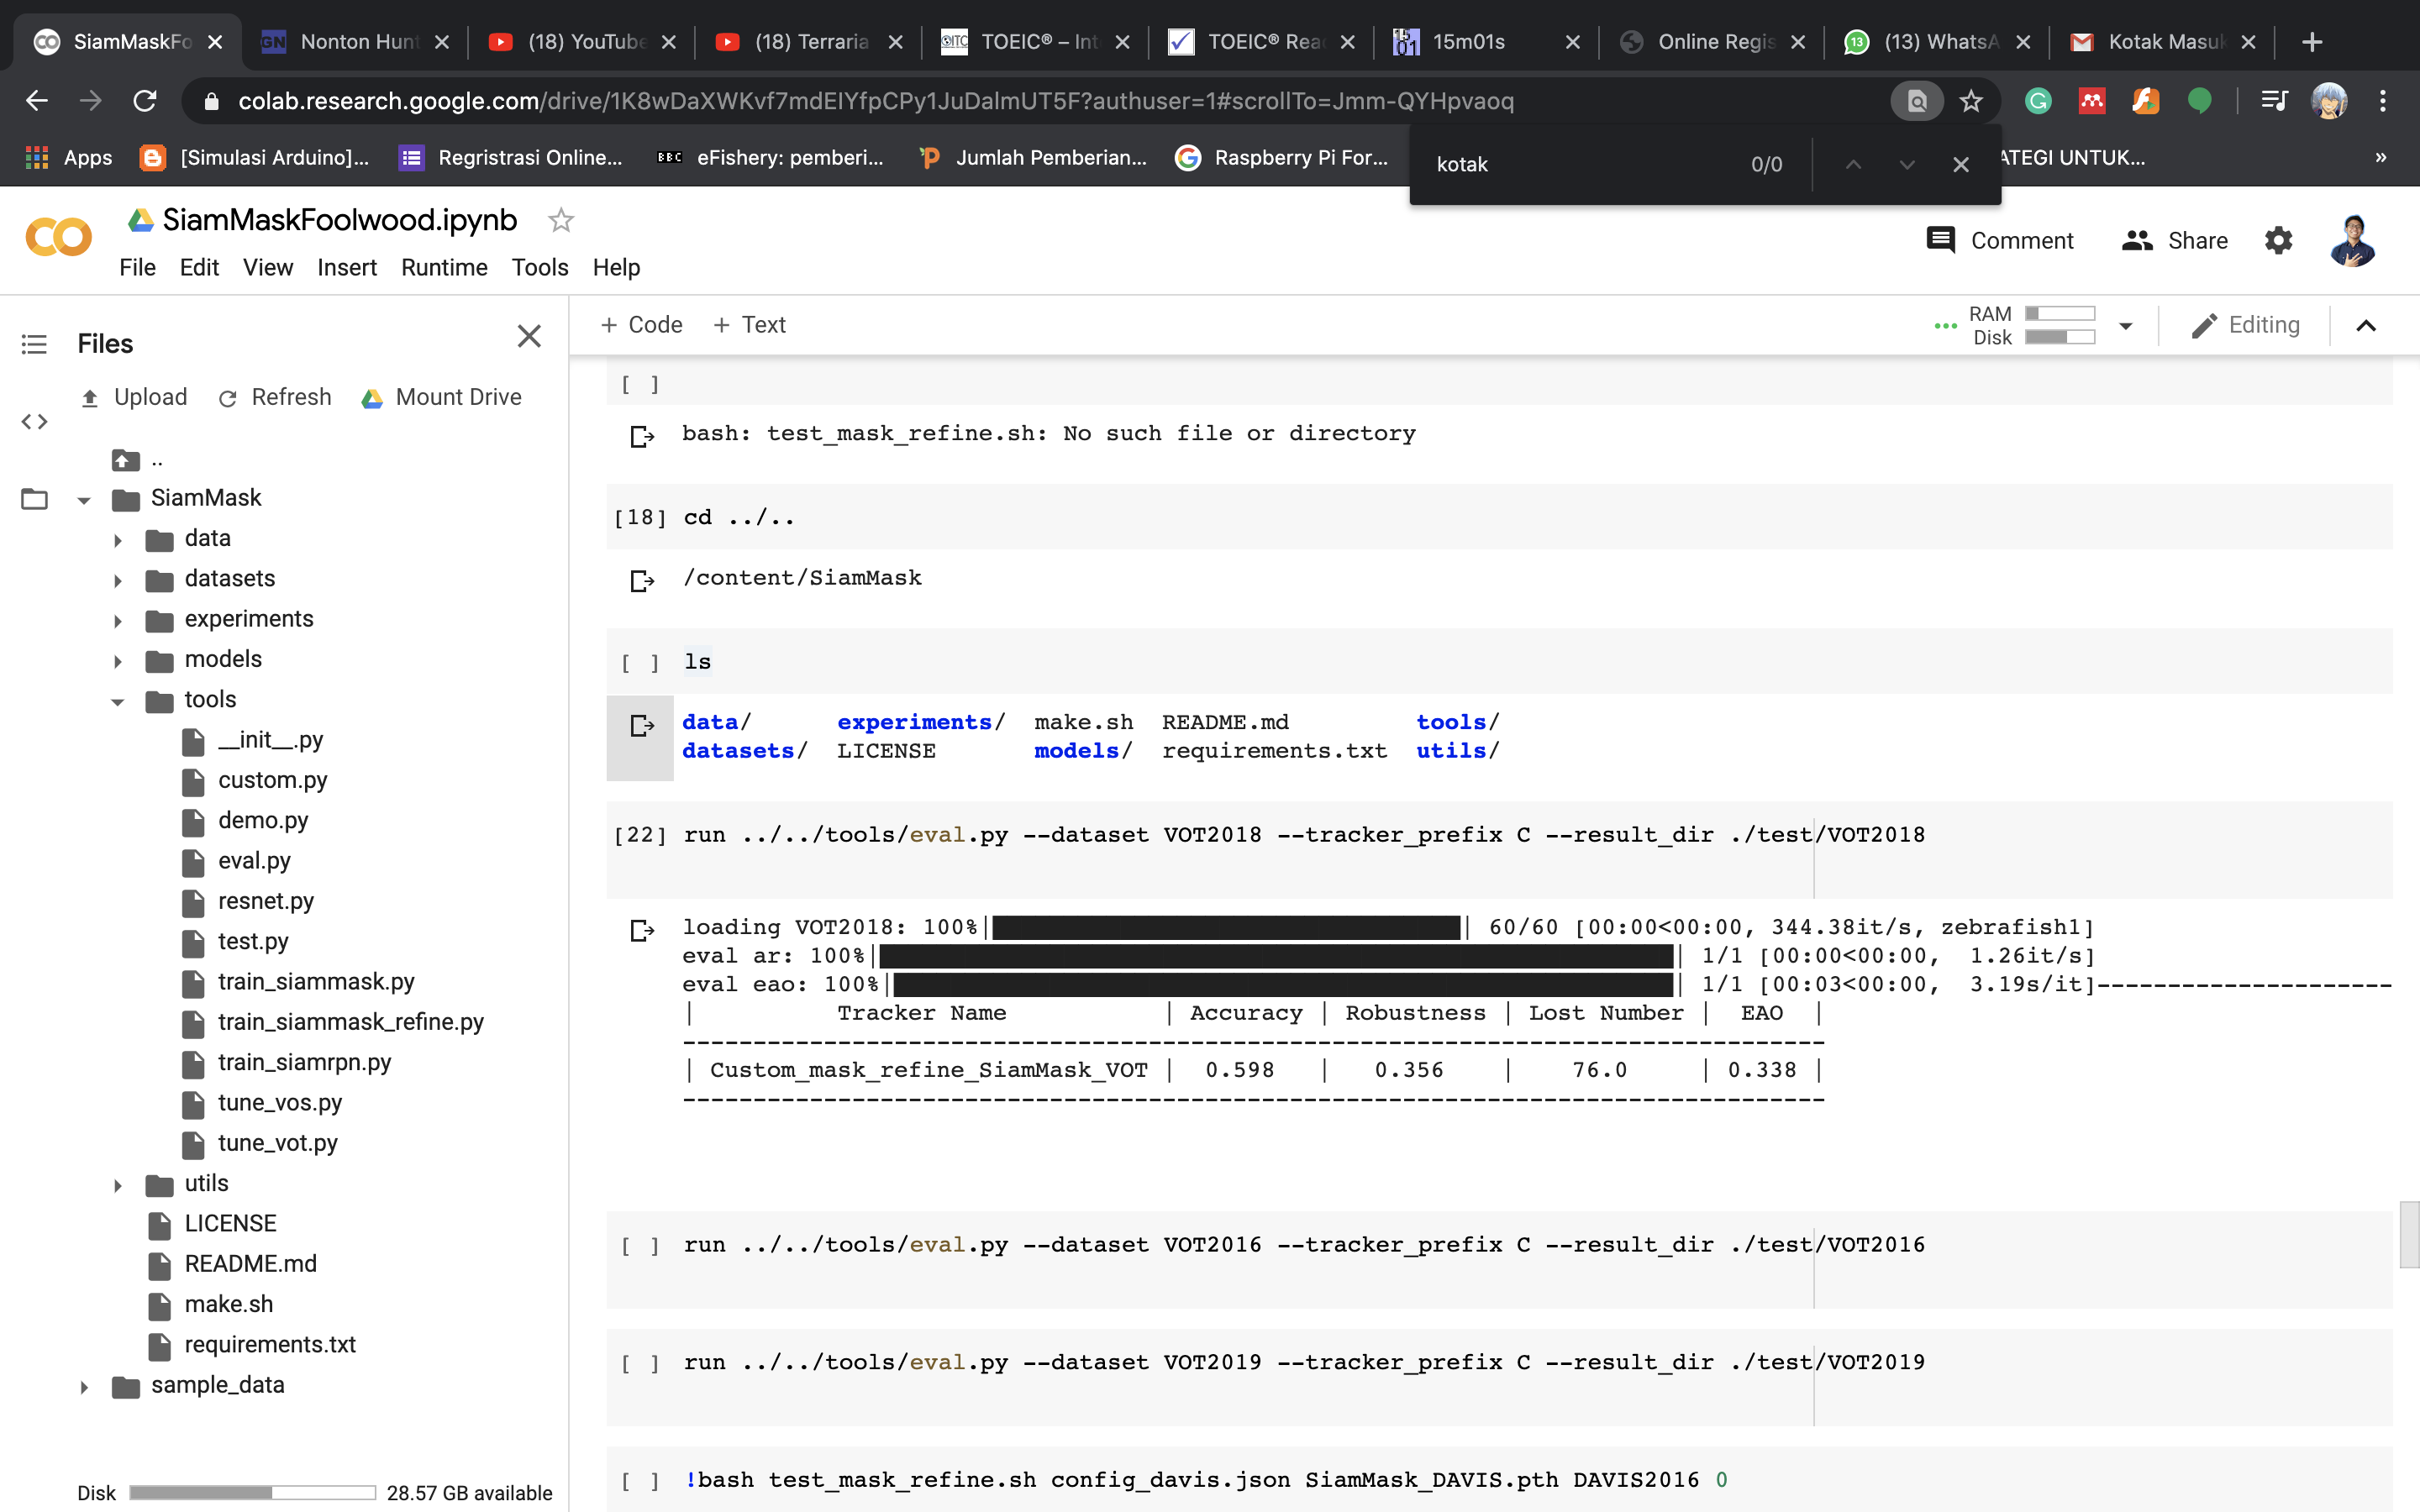 SiamMaskFo
GN Nonton Hunt
(18) YouTube
(18) Terraria
TOEIC® – Int
TOEIC® Rea
15m01s
Online Regis
13 (13) WhatsA
Kotak Masuk
colab.research.google.com/drive/1K8wDaXWKvf7mdEIYfpCPy1JuDalmUT5F?authuser=1#scrollTo=Jmm-QYHpvaoq
Apps
[Simulasi Arduino]...
Regristrasi Online...
BBC eFishery: pemberi...
Jumlah Pemberian...
Raspberry Pi For...
kotak 0/0
ATEGI UNTUK...
»
SiamMaskFoolwood.ipynb
File Edit View Insert Runtime Tools Help
Comment Share
Files
Upload Refresh Mount Drive
..
SiamMask
data
datasets
experiments
models
tools
__init__.py
custom.py
demo.py
eval.py
resnet.py
test.py
train_siammask.py
train_siammask_refine.py
train_siamrpn.py
tune_vos.py
tune_vot.py
utils
LICENSE
README.md
make.sh
requirements.txt
sample_data
Disk 28.57 GB available
+ Code + Text
RAM
Disk
Editing
[ ]
bash: test_mask_refine.sh: No such file or directory
[18] cd ../..
/content/SiamMask
[ ] ls
data/ experiments/ make.sh README.md tools/
datasets/ LICENSE models/ requirements.txt utils/
[22] run ../../tools/eval.py --dataset VOT2018 --tracker_prefix C --result_dir ./test/VOT2018
loading VOT2018: 100%|██████████| 60/60 [00:00<00:00, 344.38it/s, zebrafish1]
eval ar: 100%|██████████| 1/1 [00:00<00:00, 1.26it/s]
eval eao: 100%|██████████| 1/1 [00:03<00:00, 3.19s/it]---------------------
| Tracker Name | Accuracy | Robustness | Lost Number | EAO |
---------------------------------------------------------------------------------
| Custom_mask_refine_SiamMask_VOT | 0.598 | 0.356 | 76.0 | 0.338 |
---------------------------------------------------------------------------------
[ ] run ../../tools/eval.py --dataset VOT2016 --tracker_prefix C --result_dir ./test/VOT2016
[ ] run ../../tools/eval.py --dataset VOT2019 --tracker_prefix C --result_dir ./test/VOT2019
[ ] !bash test_mask_refine.sh config_davis.json SiamMask_DAVIS.pth DAVIS2016 0